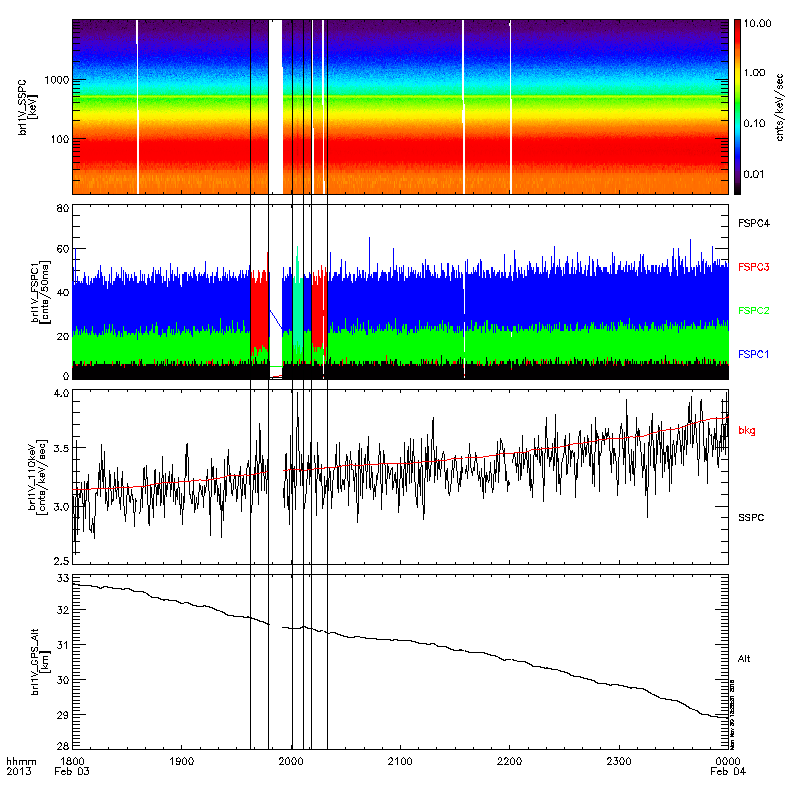 brl1V_SSPC
[keV]
1000
100
10.00
1.00
0.10
0.01
cnts/keV/sec
brl1V_FSPC1
[cnts/50ms]
80
60
40
20
0
FSPC4
FSPC3
FSPC2
FSPC1
brl1V_110keV
[cnts/keV/sec]
4.0
3.5
3.0
2.5
bkg
SSPC
brl1V_GPS_Alt
[km]
33
32
31
30
29
28
Alt
hhmm 1800 1900 2000 2100 2200 2300 0000
2013 Feb 03 Feb 04